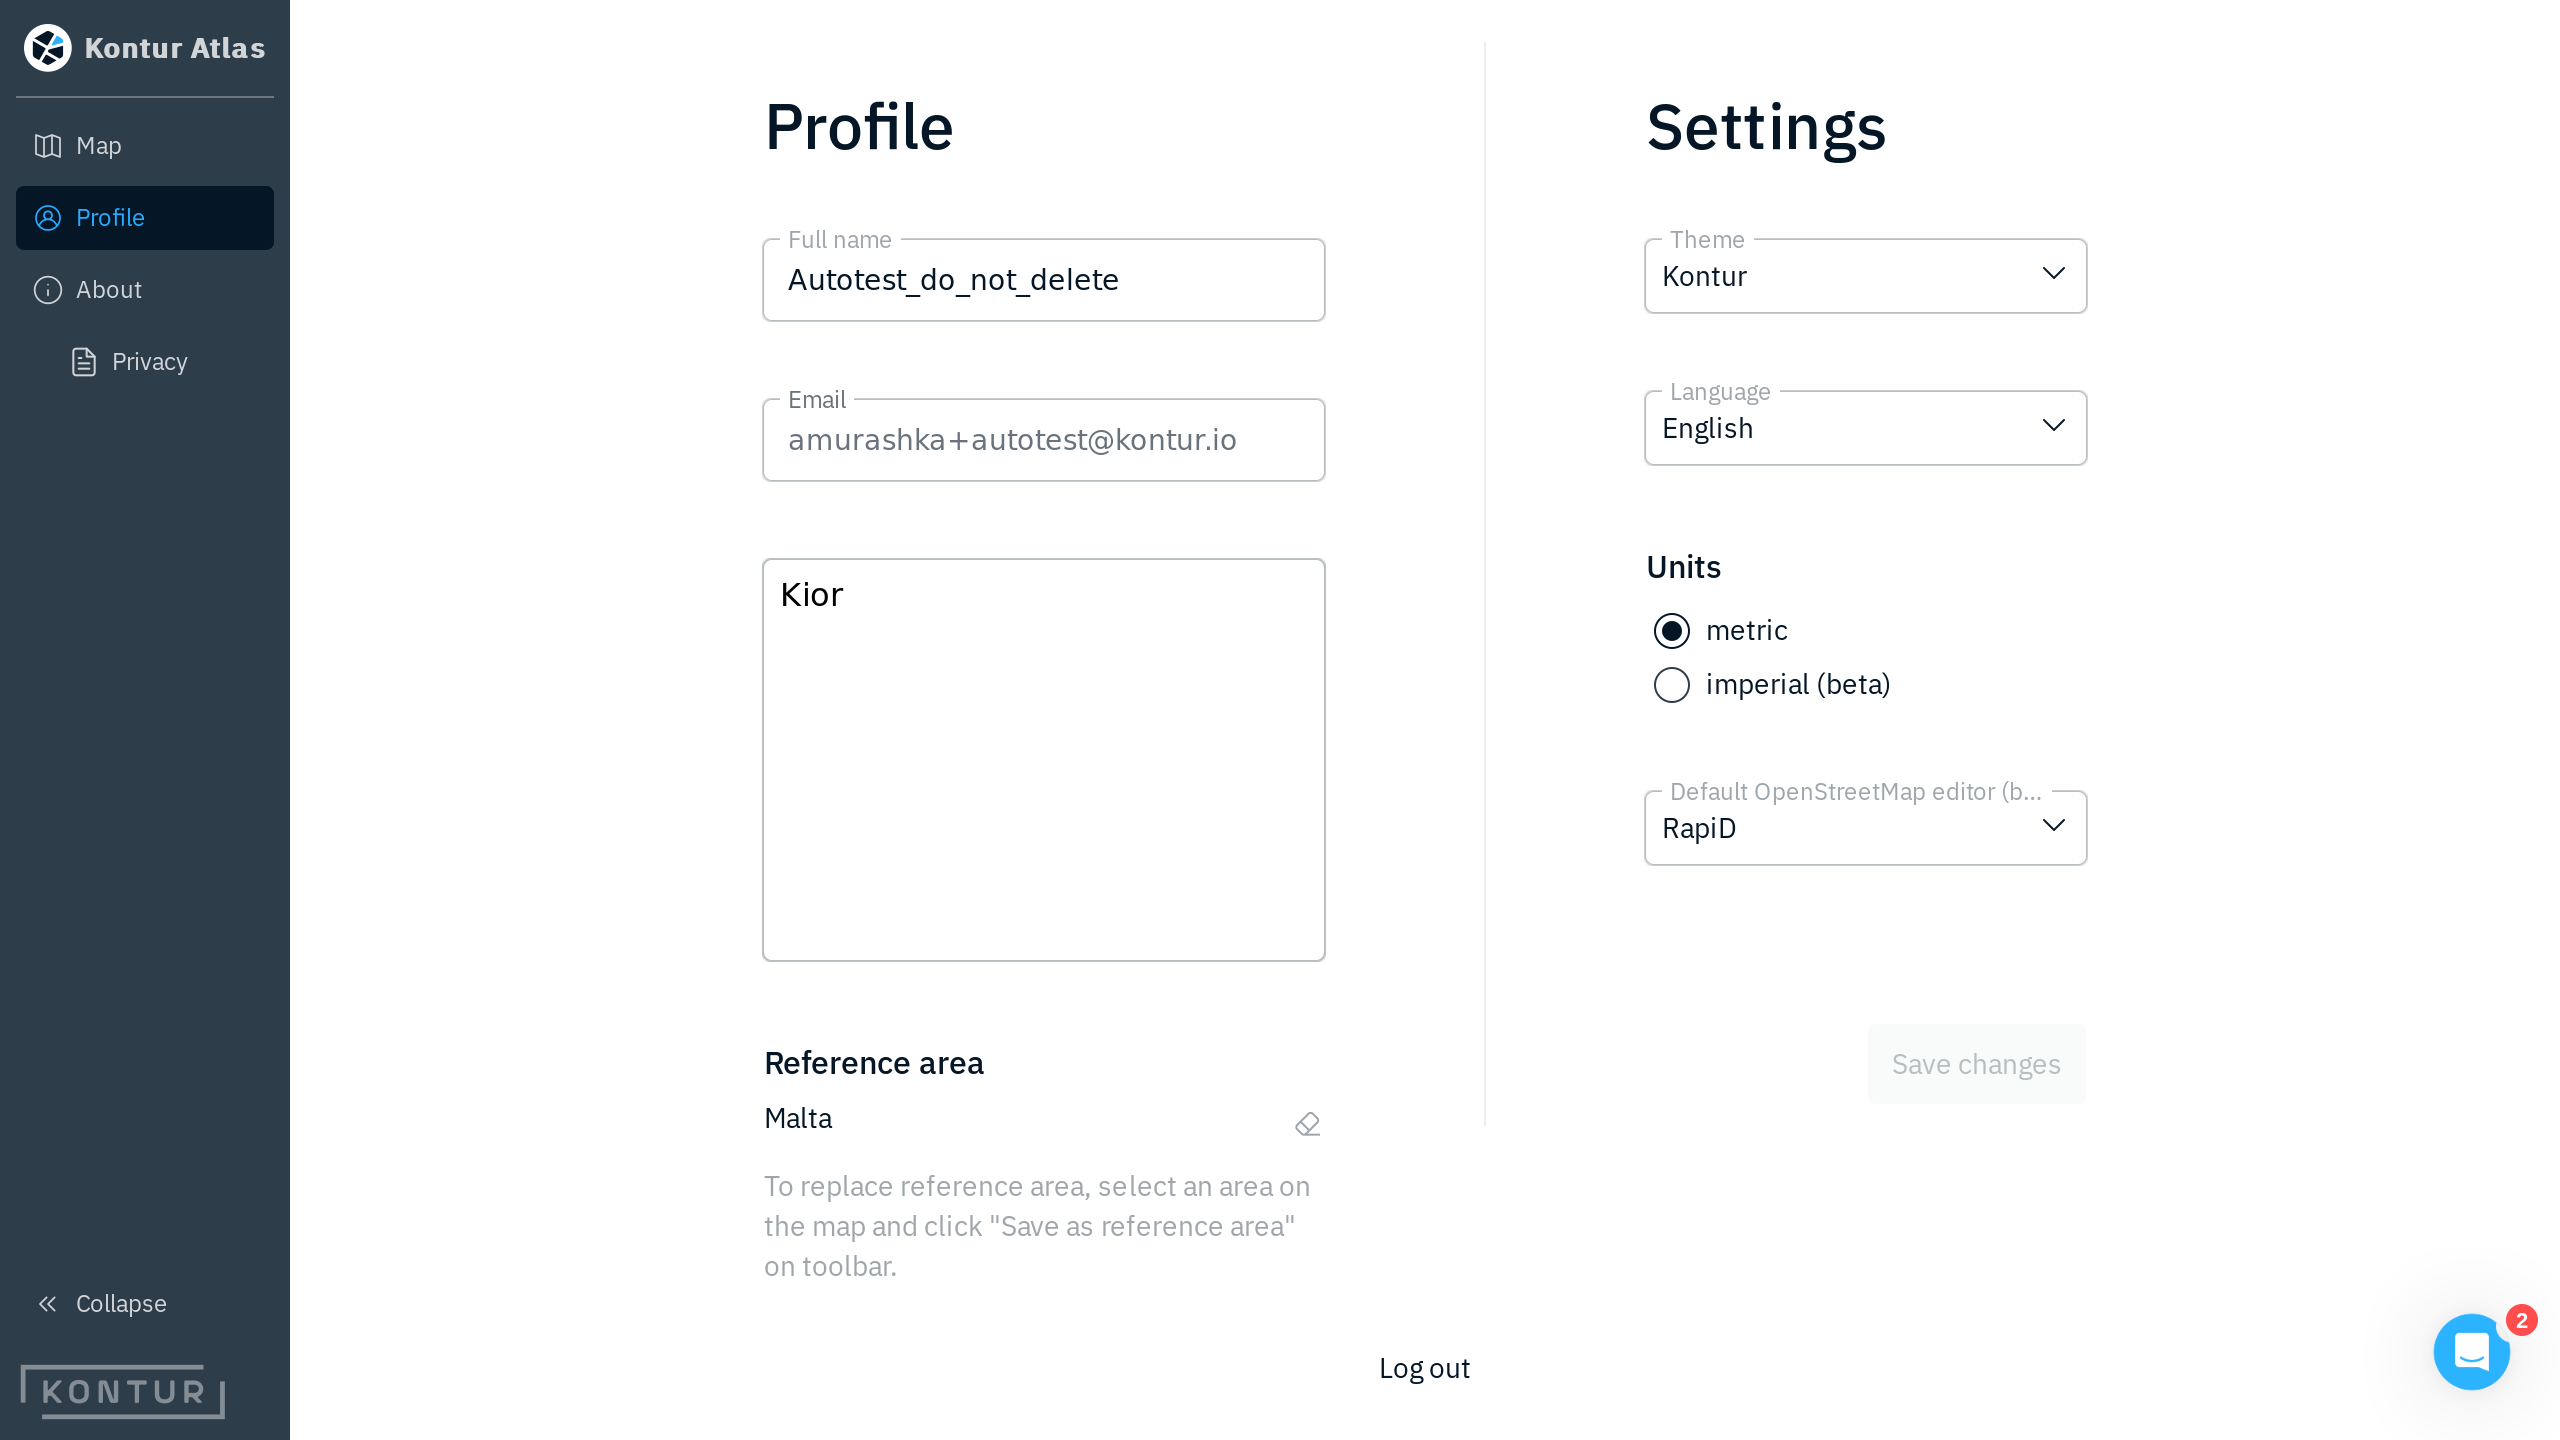 Kontur Atlas
Map
Profile
About
Privacy
Collapse
KONTUR
Profile
Full name
Autotest_do_not_delete
Email
amurashka+autotest@kontur.io
Kior
Reference area
Malta
To replace reference area, select an area on
the map and click "Save as reference area"
on toolbar.
Log out
Settings
Theme
Kontur
Language
English
Units
metric
imperial (beta)
Default OpenStreetMap editor (b...
RapiD
Save changes
2